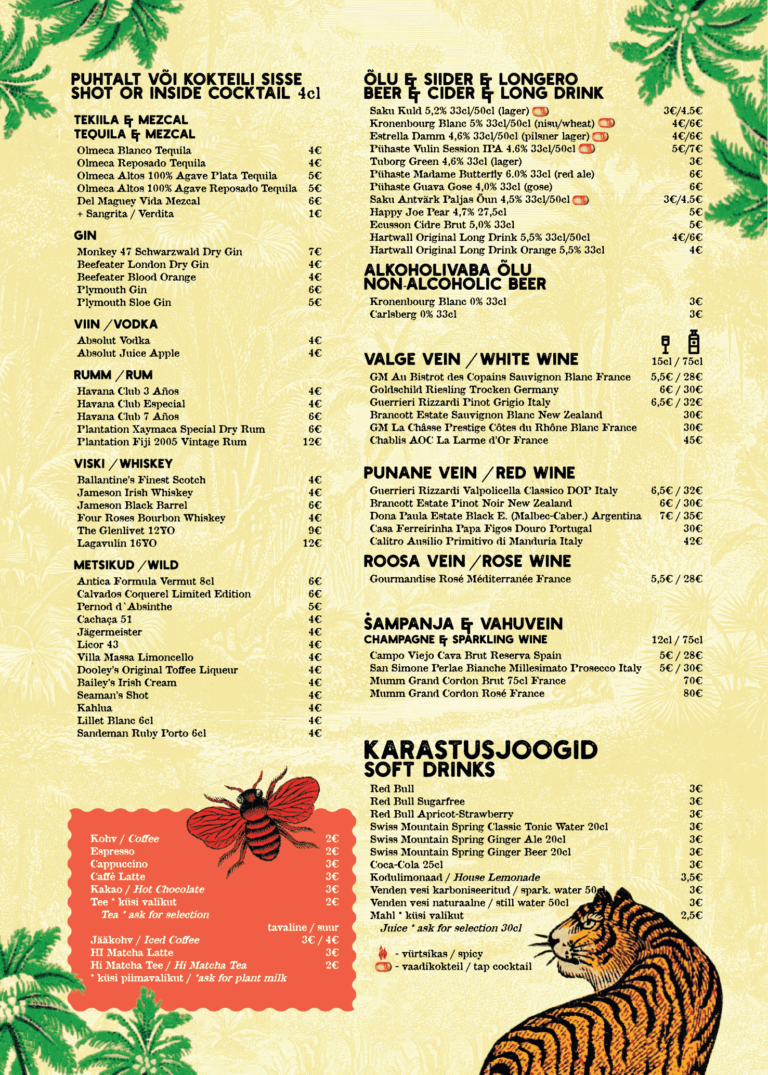 PUHTALT VÕI KOKTEILI SISSE
SHOT OR INSIDE COCKTAIL 4cl
TEKIILA & MEZCAL
TEQUILA & MEZCAL
Olmeca Blanco Tequila 4€
Olmeca Reposado Tequila 4€
Olmeca Altos 100% Agave Plata Tequila 5€
Olmeca Altos 100% Agave Reposado Tequila 5€
Del Maguey Vida Mezcal 6€
+ Sangrita / Verdita 1€
GIN
Monkey 47 Schwarzwald Dry Gin 7€
Beefeater London Dry Gin 4€
Beefeater Blood Orange 4€
Plymouth Gin 6€
Plymouth Sloe Gin 5€
VIIN / VODKA
Absolut Vodka 4€
Absolut Juice Apple 4€
RUMM / RUM
Havana Club 3 Años 4€
Havana Club Especial 4€
Havana Club 7 Años 6€
Plantation Xaymaca Special Dry Rum 6€
Plantation Fiji 2005 Vintage Rum 12€
VISKI / WHISKEY
Ballantine's Finest Scotch 4€
Jameson Irish Whiskey 4€
Jameson Black Barrel 6€
Four Roses Bourbon Whiskey 4€
The Glenlivet 12YO 9€
Lagavulin 16YO 12€
METSIKUD / WILD
Antica Formula Vermut 8cl 6€
Calvados Coquerel Limited Edition 6€
Pernod d`Absinthe 5€
Cachaça 51 4€
Jägermeister 4€
Licor 43 4€
Villa Massa Limoncello 4€
Dooley's Original Toffee Liqueur 4€
Bailey's Irish Cream 4€
Seaman's Shot 4€
Kahlua 4€
Lillet Blanc 6cl 4€
Sandeman Ruby Porto 6cl 4€
Kohv / Coffee 2€
Espresso 2€
Cappuccino 3€
Caffè Latte 3€
Kakao / Hot Chocolate 3€
Tee * küsi valikut 2€
Tea * ask for selection
tavaline / suur
Jääkohv / Iced Coffee 3€ / 4€
HI Matcha Latte 3€
Hi Matcha Tee / Hi Matcha Tea 2€
* küsi piimavalikut / *ask for plant milk
ÕLU & SIIDER & LONGERO
BEER & CIDER & LONG DRINK
Saku Kuld 5,2% 33cl/50cl (lager) 3€/4.5€
Kronenbourg Blanc 5% 33cl/50cl (nisu/wheat) 4€/6€
Estrella Damm 4,6% 33cl/50cl (pilsner lager) 4€/6€
Pühaste Vulin Session IPA 4.6% 33cl/50cl 5€/7€
Tuborg Green 4,6% 33cl (lager) 3€
Pühaste Madame Butterfly 6.0% 33cl (red ale) 6€
Pühaste Guava Gose 4,0% 33cl (gose) 6€
Saku Antvärk Paljas Õun 4,5% 33cl/50cl 3€/4.5€
Happy Joe Pear 4,7% 27,5cl 5€
Ecusson Cidre Brut 5,0% 33cl 5€
Hartwall Original Long Drink 5,5% 33cl/50cl 4€/6€
Hartwall Original Long Drink Orange 5,5% 33cl 4€
ALKOHOLIVABA ÕLU
NON-ALCOHOLIC BEER
Kronenbourg Blanc 0% 33cl 3€
Carlsberg 0% 33cl 3€
VALGE VEIN / WHITE WINE 15cl / 75cl
GM Au Bistrot des Copains Sauvignon Blanc France 5,5€ / 28€
Goldschild Riesling Trocken Germany 6€ / 30€
Guerrieri Rizzardi Pinot Grigio Italy 6,5€ / 32€
Brancott Estate Sauvignon Blanc New Zealand 30€
GM La Châsse Prestige Côtes du Rhône Blanc France 30€
Chablis AOC La Larme d'Or France 45€
PUNANE VEIN / RED WINE
Guerrieri Rizzardi Valpolicella Classico DOP Italy 6,5€ / 32€
Brancott Estate Pinot Noir New Zealand 6€ / 30€
Dona Paula Estate Black E. (Malbec-Caber.) Argentina 7€ / 35€
Casa Ferreirinha Papa Figos Douro Portugal 30€
Calitro Ausilio Primitivo di Manduria Italy 42€
ROOSA VEIN / ROSE WINE
Gourmandise Rosé Méditerranée France 5,5€ / 28€
ŠAMPANJA & VAHUVEIN
CHAMPAGNE & SPARKLING WINE 12cl / 75cl
Campo Viejo Cava Brut Reserva Spain 5€ / 28€
San Simone Perlae Bianche Millesimato Prosecco Italy 5€ / 30€
Mumm Grand Cordon Brut 75cl France 70€
Mumm Grand Cordon Rosé France 80€
KARASTUSJOOGID
SOFT DRINKS
Red Bull 3€
Red Bull Sugarfree 3€
Red Bull Apricot-Strawberry 3€
Swiss Mountain Spring Classic Tonic Water 20cl 3€
Swiss Mountain Spring Ginger Ale 20cl 3€
Swiss Mountain Spring Ginger Beer 20cl 3€
Coca-Cola 25cl 3€
Kodulimonaad / House Lemonade 3,5€
Venden vesi karboniseeritud / spark. water 50cl 3€
Venden vesi naturaalne / still water 50cl 3€
Mahl * küsi valikut 2,5€
Juice * ask for selection 30cl
- vürtsikas / spicy
- vaadikokteil / tap cocktail